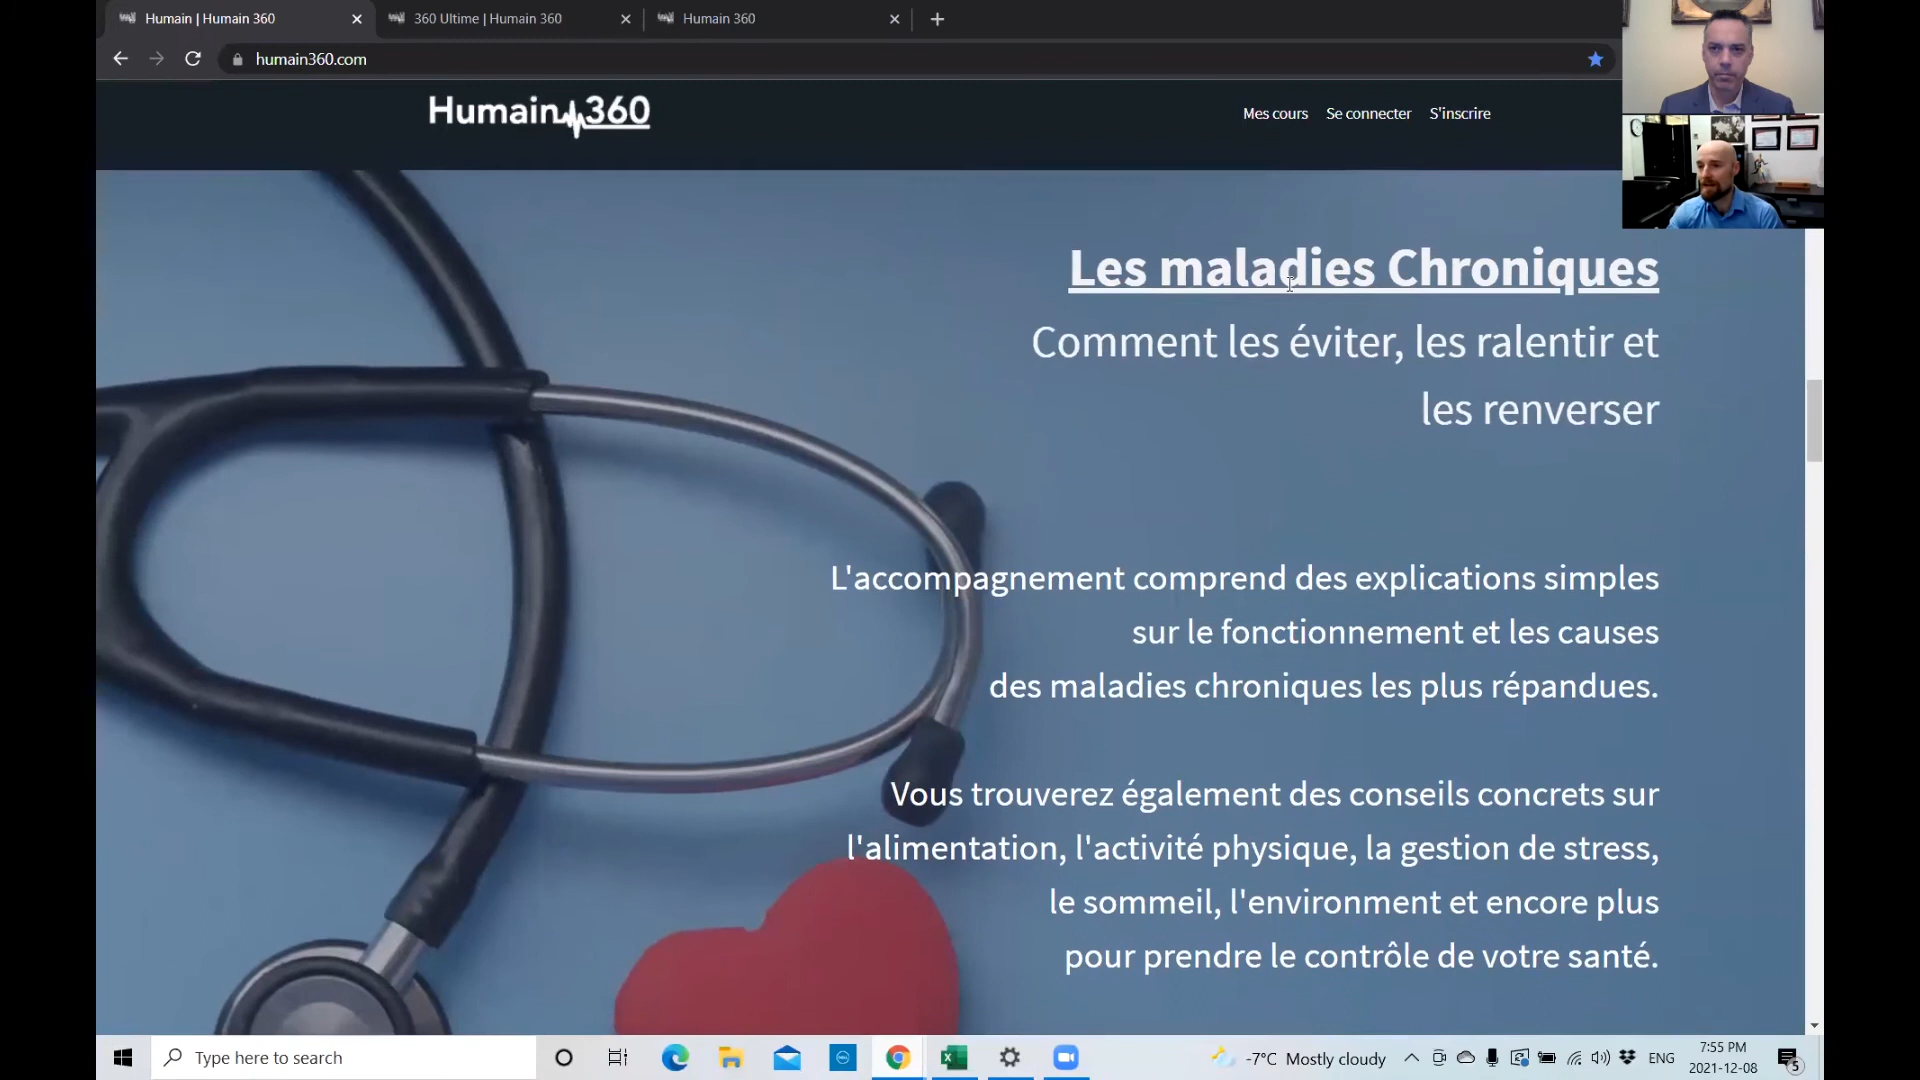 Humain | Humain 360
360 Ultime | Humain 360
Humain 360
humain360.com
Humain 360
Mes cours Se connecter S'inscrire
Les maladies Chroniques
Comment les éviter, les ralentir et
les renverser
L'accompagnement comprend des explications simples
sur le fonctionnement et les causes
des maladies chroniques les plus répandues.
Vous trouverez également des conseils concrets sur
l'alimentation, l'activité physique, la gestion de stress,
le sommeil, l'environment et encore plus
pour prendre le contrôle de votre santé.
Type here to search
-7°C Mostly cloudy
ENG
7:55 PM
2021-12-08
5